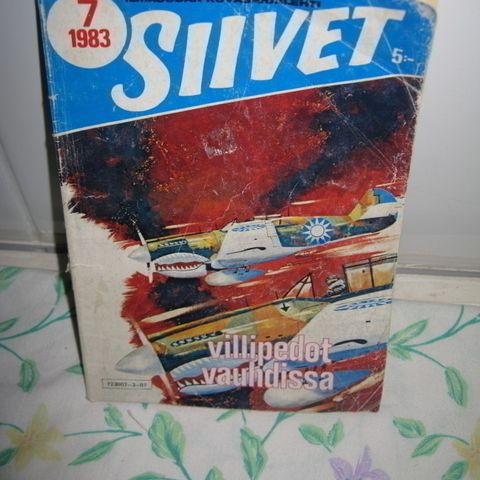 7
1983
SIIVET
5:-
villipedot
vauhdissa